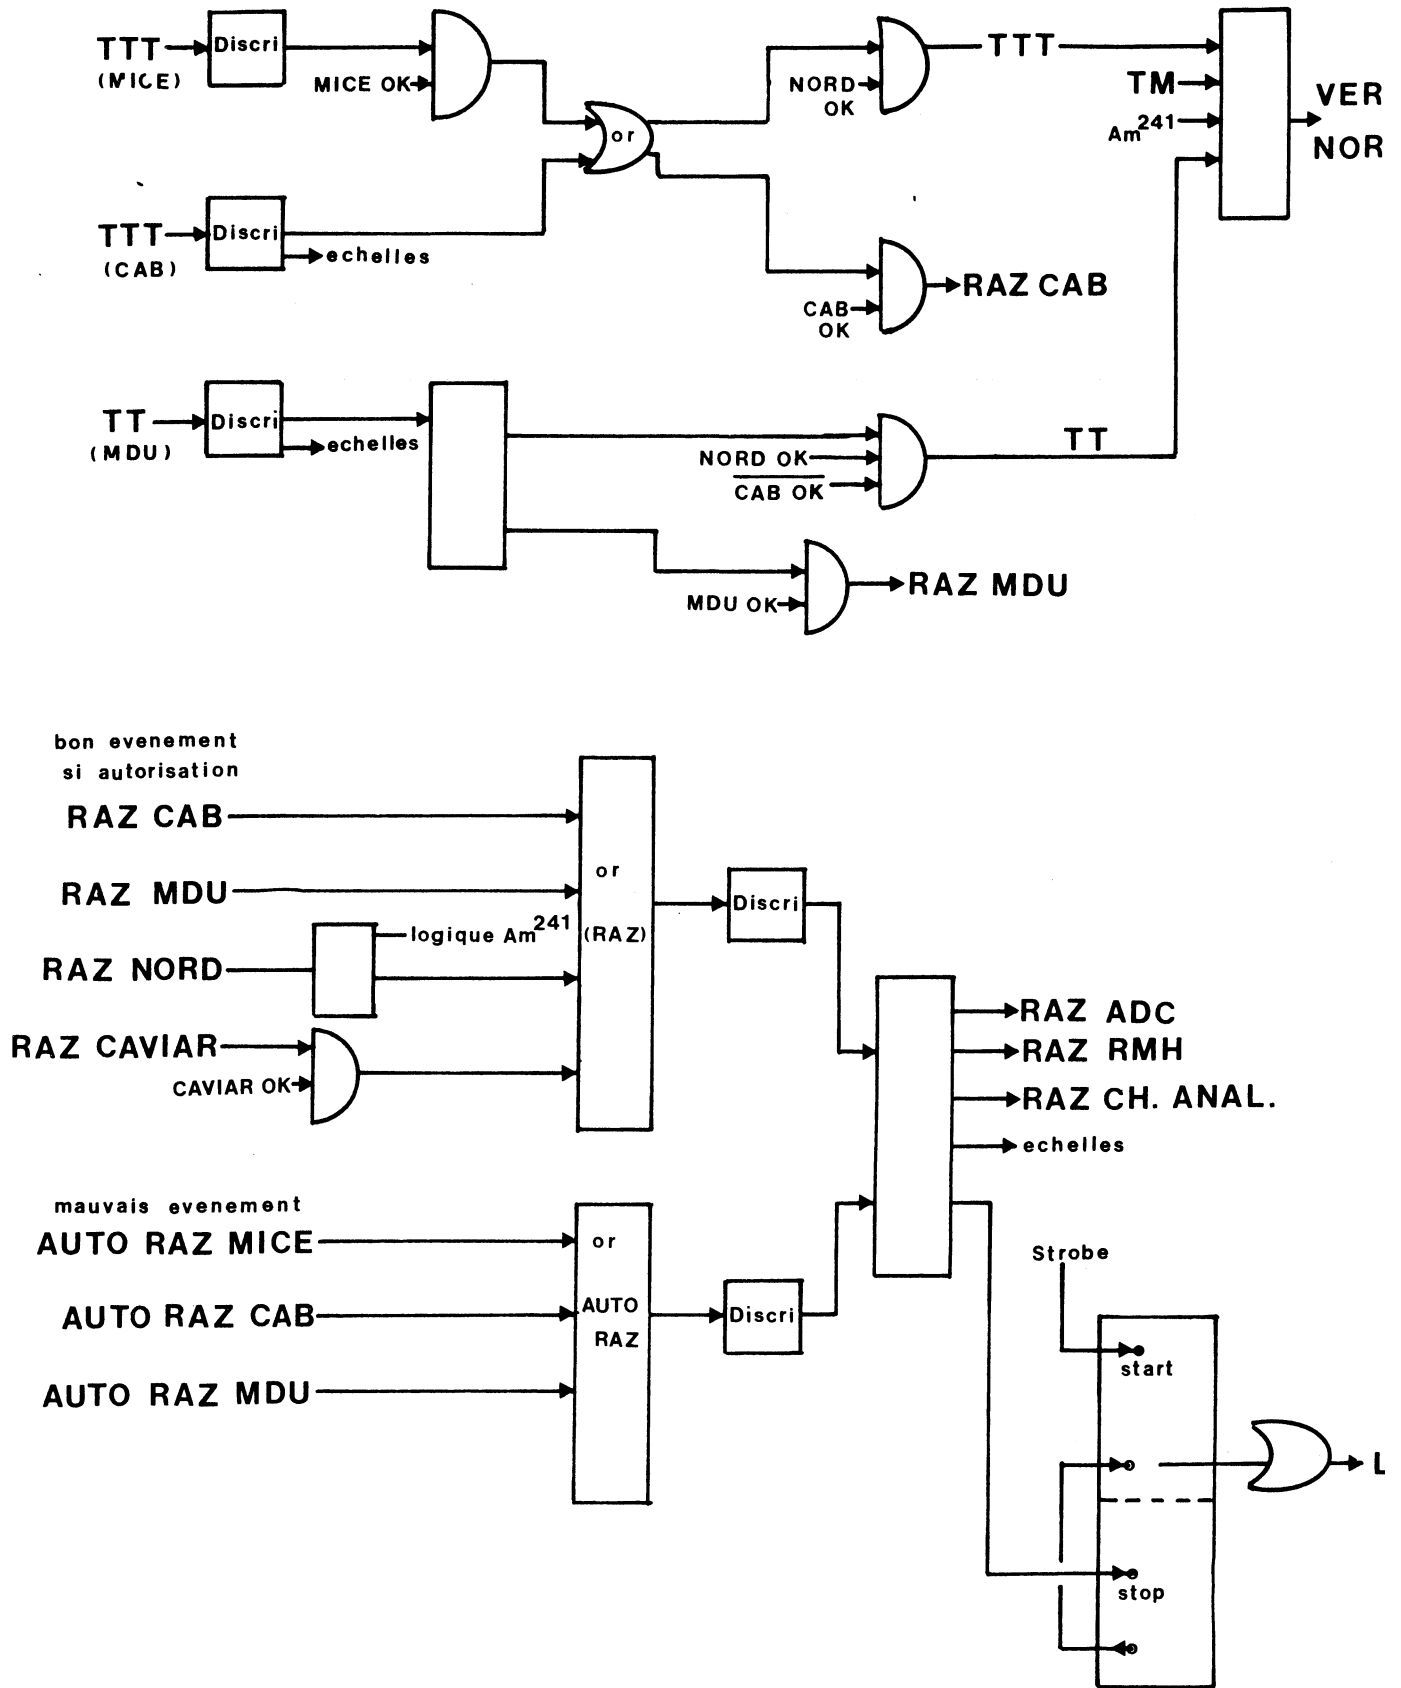 TTT
(MICE)
Discri
MICE OK
or
NORD
OK
TTT
TM
Am241
VER
NOR
TTT
(CAB)
Discri
echelles
CAB
OK
RAZ CAB
TT
(MDU)
Discri
echelles
NORD OK
CAB OK
TT
MDU OK
RAZ MDU
bon evenement
si autorisation
RAZ CAB
RAZ MDU
RAZ NORD
logique Am241
RAZ CAVIAR
CAVIAR OK
or
(RAZ)
Discri
RAZ ADC
RAZ RMH
RAZ CH. ANAL.
echelles
mauvais evenement
AUTO RAZ MICE
AUTO RAZ CAB
AUTO RAZ MDU
or
AUTO
RAZ
Discri
Strobe
start
stop
L